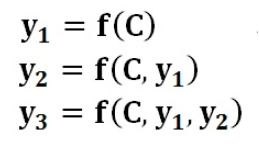 y₁ = f(C)
y₂ = f(C, y₁)
y₃ = f(C, y₁, y₂)